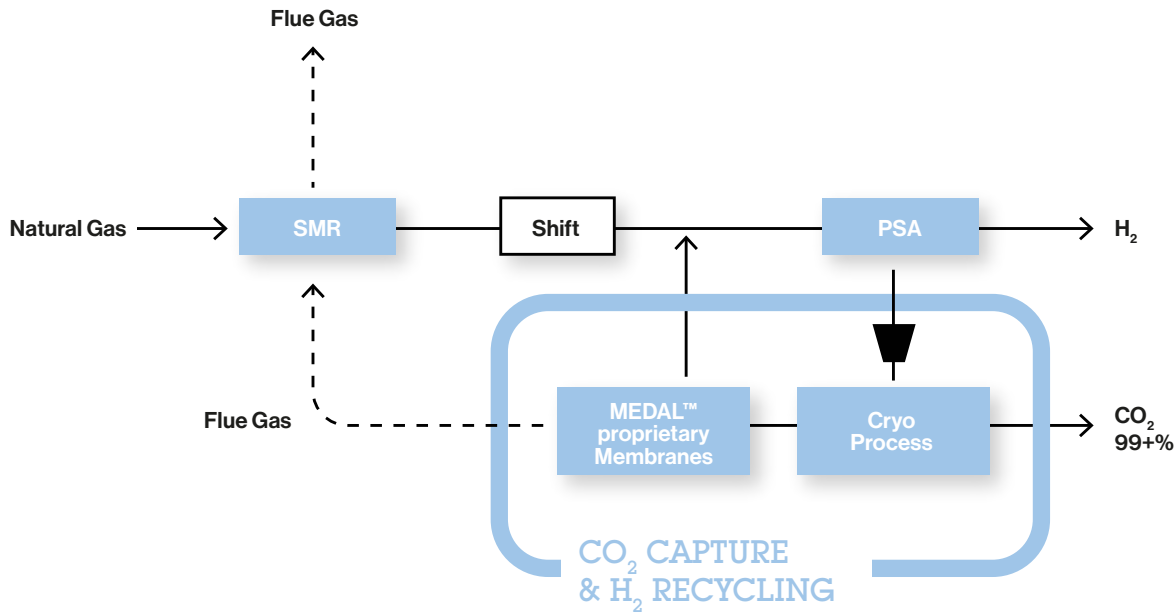 Flue Gas
Natural Gas
SMR
Shift
PSA
H₂
Flue Gas
MEDAL™
proprietary
Membranes
Cryo
Process
CO₂
99+%
CO₂ CAPTURE
& H₂ RECYCLING